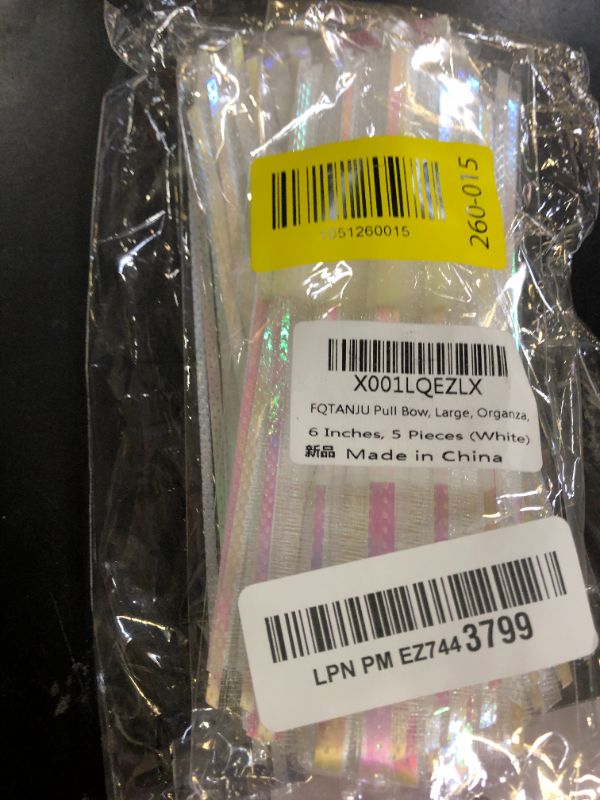 260-015
1051260015
X001LQEZLX
FQTANJU Pull Bow, Large, Organza,
6 Inches, 5 Pieces (White)
新品 Made in China
LPN PM EZ744 3799